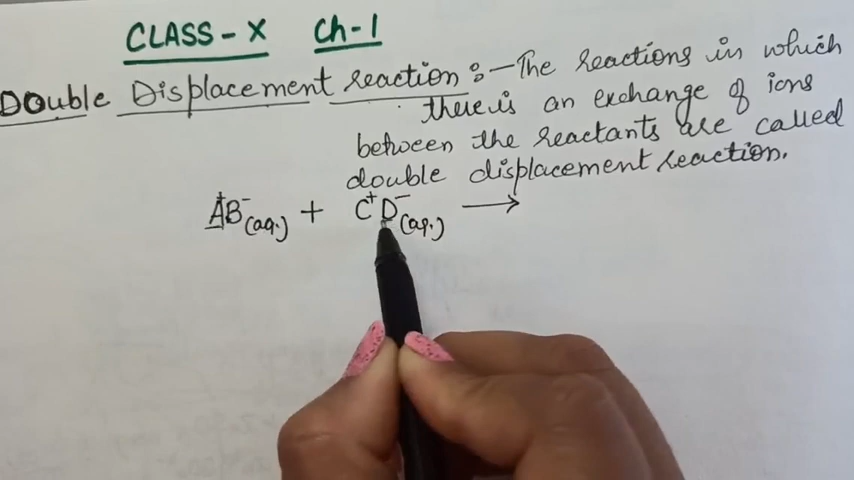 CLASS - X Ch-1
Double Displacement reaction :- The reactions in which
there is an exchange of ions
between the reactants are called
double displacement reaction.
A⁺B⁻(aq.) + C⁺D⁻(aq.) →